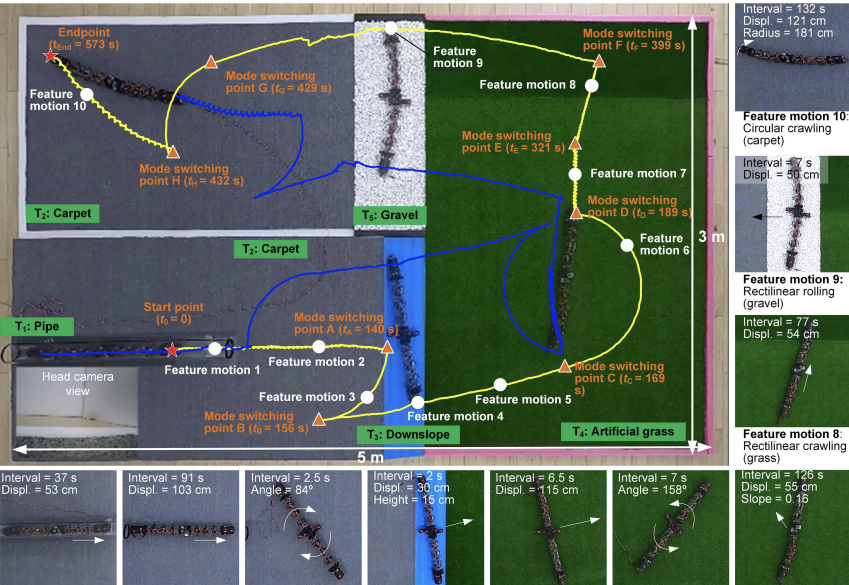 Endpoint
(tEnd = 573 s)
Feature
motion 10
Mode switching
point G (tG = 429 s)
Mode switching
point H (tH = 432 s)
Feature
motion 9
Mode switching
point F (tF = 399 s)
Feature
motion 8
Mode switching
point E (tE = 321 s)
Feature
motion 7
Mode switching
point D (tD = 189 s)
Feature
motion 6
3 m
T2: Carpet
T5: Gravel
T2: Carpet
Start point
(t0 = 0)
T1: Pipe
Mode switching
point A (tA = 140 s)
Feature motion 1
Feature motion 2
Head camera
view
Feature
motion 3
Mode switching
point B (tB = 156 s)
Feature
motion 4
Feature
motion 5
Mode switching
point C (tC = 169
s)
T3: Downslope
T4: Artificial grass
5 m
Interval = 132 s
Displ. = 121 cm
Radius = 181 cm
Feature motion 10:
Circular crawling
(carpet)
Interval = 7 s
Displ. = 50 cm
Feature motion 9:
Rectilinear rolling
(gravel)
Interval = 77 s
Displ. = 54 cm
Feature motion 8:
Rectilinear crawling
(grass)
Interval = 37 s
Displ. = 53 cm
Interval = 91 s
Displ. = 103 cm
Interval = 2.5 s
Angle = 84º
Interval = 2 s
Displ. = 30 cm
Height = 15 cm
Interval = 6.5 s
Displ. = 115 cm
Interval = 7 s
Angle = 158º
Interval = 126 s
Displ. = 55 cm
Slope = 0.16